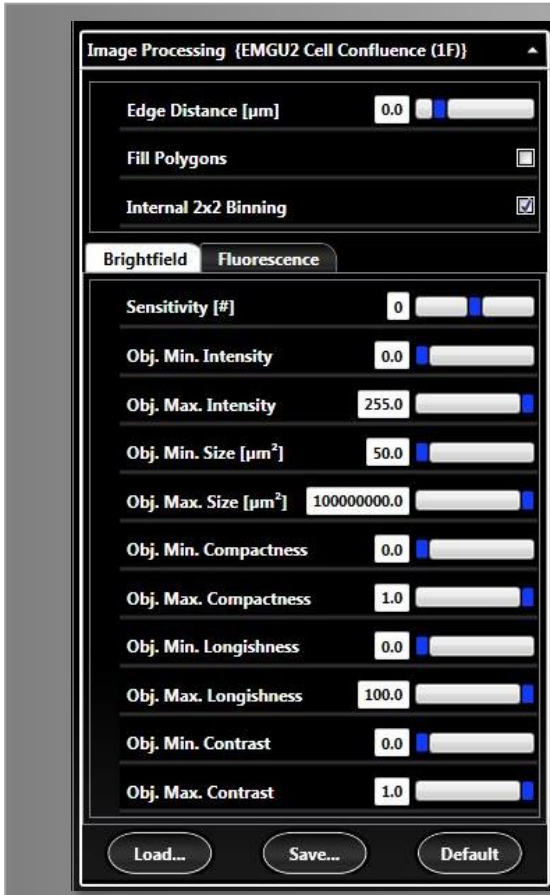 Image Processing {EMGU2 Cell Confluence (1F)}
Edge Distance [µm] 0.0
Fill Polygons
Internal 2x2 Binning
Brightfield Fluorescence
Sensitivity [#] 0
Obj. Min. Intensity 0.0
Obj. Max. Intensity 255.0
Obj. Min. Size [µm²] 50.0
Obj. Max. Size [µm²] 100000000.0
Obj. Min. Compactness 0.0
Obj. Max. Compactness 1.0
Obj. Min. Longishness 0.0
Obj. Max. Longishness 100.0
Obj. Min. Contrast 0.0
Obj. Max. Contrast 1.0
Load... Save... Default